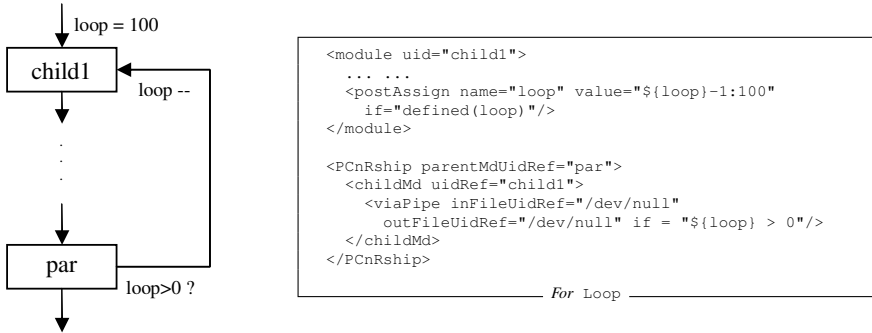 loop = 100
child1
loop --
.
.
.
par
loop>0 ?
<module uid="child1">
... ...
<postAssign name="loop" value="${loop}-1:100"
if="defined(loop)"/>
</module>
<PCnRship parentMdUidRef="par">
<childMd uidRef="child1">
<viaPipe inFileUidRef="/dev/null"
outFileUidRef="/dev/null" if = "${loop} > 0"/>
</childMd>
</PCnRship>
For Loop